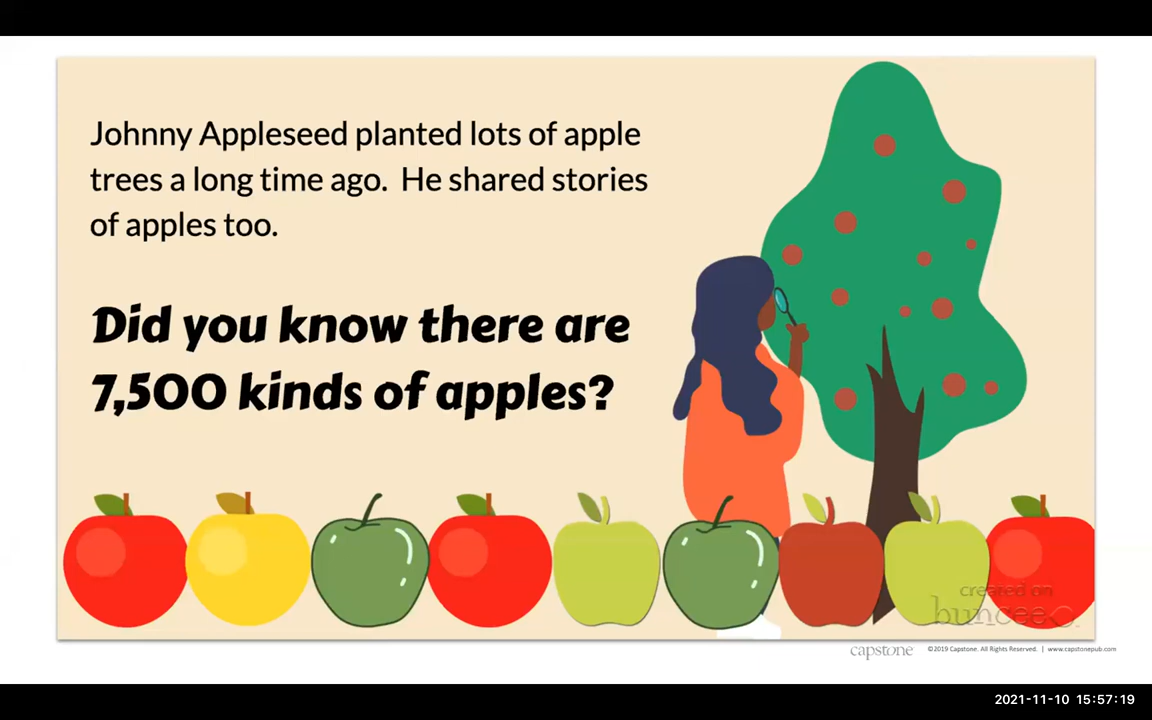 Johnny Appleseed planted lots of apple
trees a long time ago.  He shared stories
of apples too.
Did you know there are
7,500 kinds of apples?
created on
buncee.
capstone
©2019 Capstone. All Rights Reserved. | www.capstonepub.com
2021-11-10 15:57:19